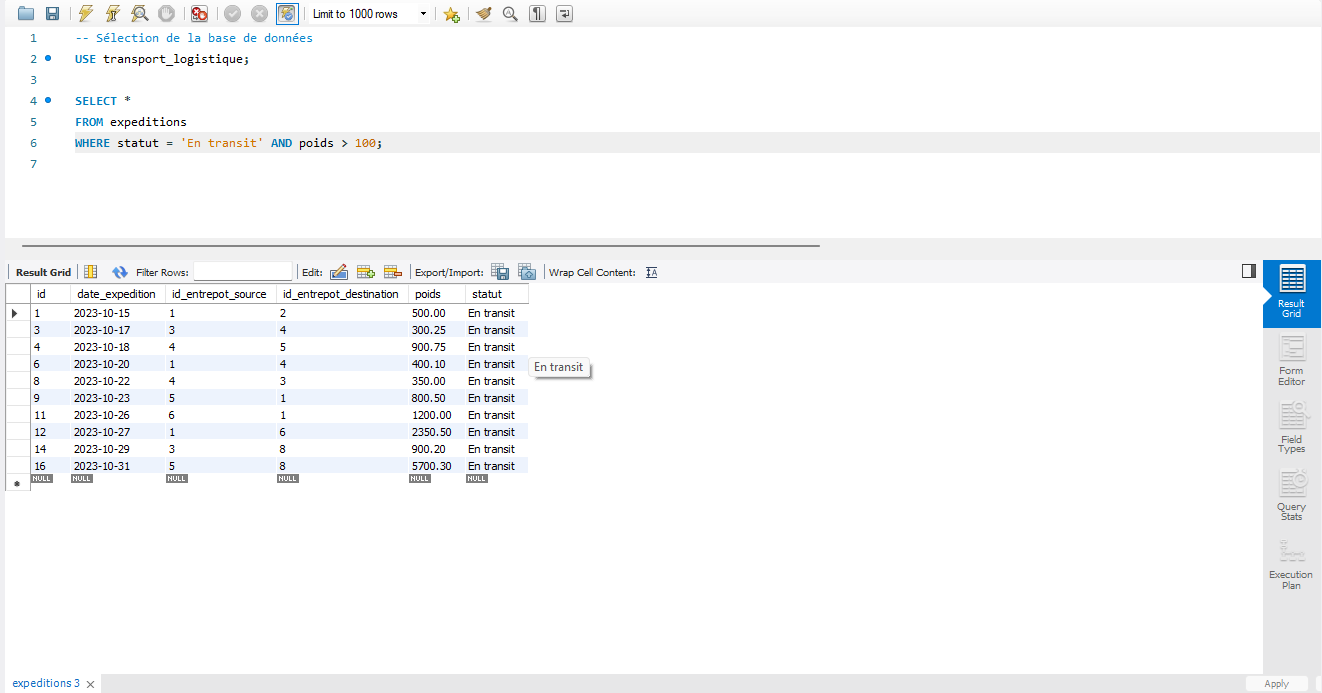 Limit to 1000 rows
1 -- Sélection de la base de données
2 USE transport_logistique;
3
4 SELECT *
5 FROM expeditions
6 WHERE statut = 'En transit' AND poids > 100;
7
Result Grid Filter Rows: Edit: Export/Import: Wrap Cell Content:
id date_expedition id_entrepot_source id_entrepot_destination poids statut
1 2023-10-15 1 2 500.00 En transit
3 2023-10-17 3 4 300.25 En transit
4 2023-10-18 4 5 900.75 En transit
6 2023-10-20 1 4 400.10 En transit
En transit
8 2023-10-22 4 3 350.00 En transit
9 2023-10-23 5 1 800.50 En transit
11 2023-10-26 6 1 1200.00 En transit
12 2023-10-27 1 6 2350.50 En transit
14 2023-10-29 3 8 900.20 En transit
16 2023-10-31 5 8 5700.30 En transit
NULL NULL NULL NULL NULL NULL
Result
Grid
Form
Editor
Field
Types
Query
Stats
Execution
Plan
expeditions 3
Apply